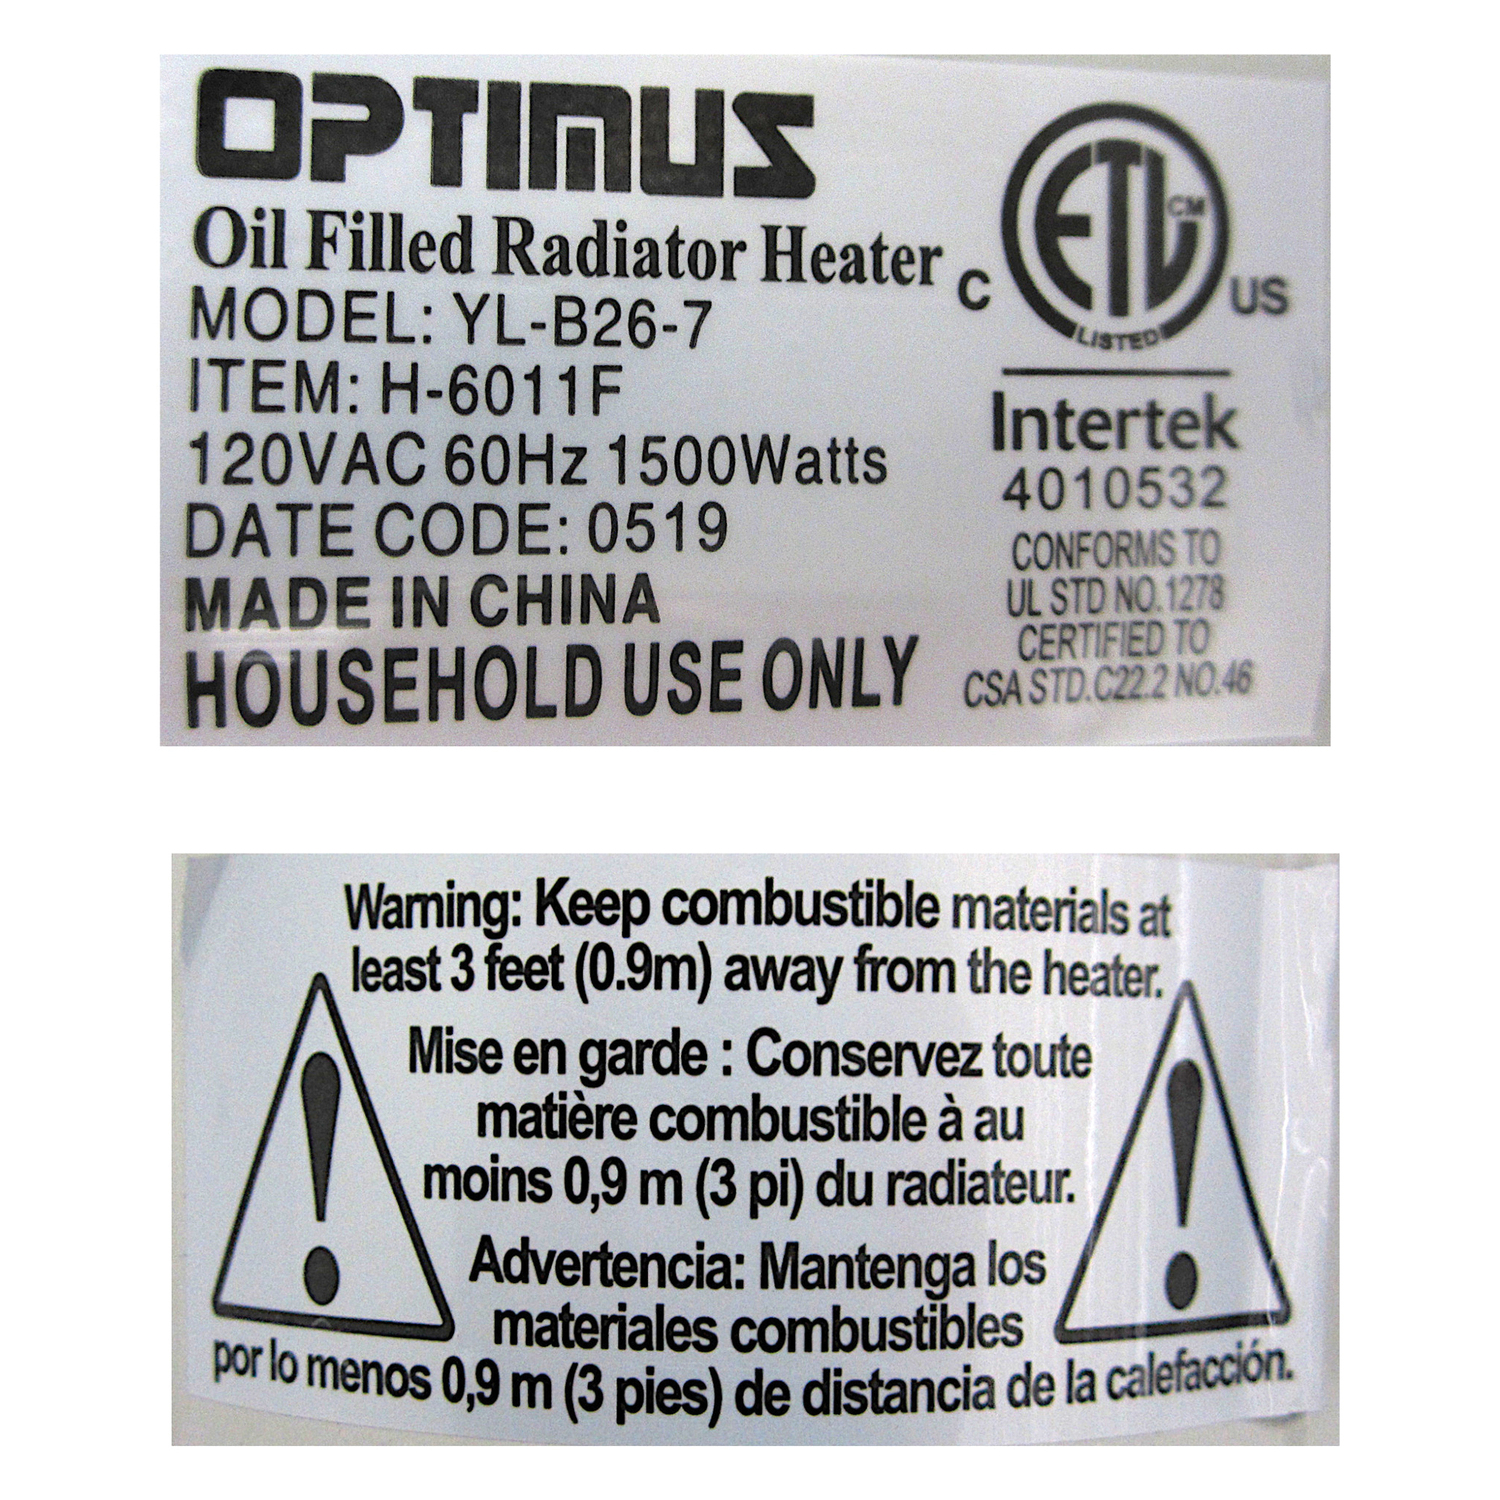 OPTIMUS
Oil Filled Radiator Heater
MODEL: YL-B26-7
ITEM: H-6011F
120VAC 60Hz 1500Watts
DATE CODE: 0519
MADE IN CHINA
HOUSEHOLD USE ONLY
C ETL CM US
LISTED
Intertek
4010532
CONFORMS TO
UL STD NO.1278
CERTIFIED TO
CSA STD.C22.2 NO.46
Warning: Keep combustible materials at
least 3 feet (0.9m) away from the heater.
Mise en garde : Conservez toute
matière combustible à au
moins 0,9 m (3 pi) du radiateur.
Advertencia: Mantenga los
materiales combustibles
por lo menos 0,9 m (3 pies) de distancia de la calefacción.